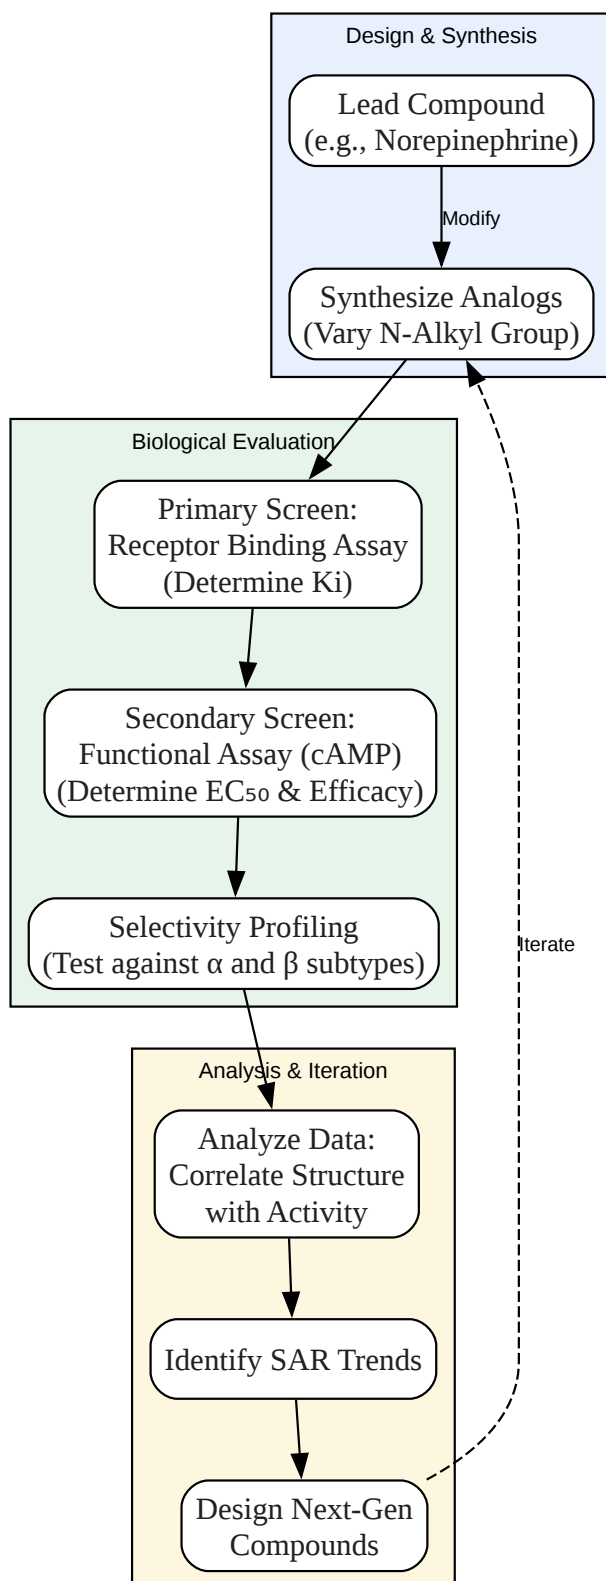 Design & Synthesis
Lead Compound
(e.g., Norepinephrine)
Modify
Synthesize Analogs
(Vary N-Alkyl Group)
Biological Evaluation
Primary Screen:
Receptor Binding Assay
(Determine Ki)
Secondary Screen:
Functional Assay (cAMP)
(Determine EC₅₀ & Efficacy)
Selectivity Profiling
(Test against α and β subtypes)
Iterate
Analysis & Iteration
Analyze Data:
Correlate Structure
with Activity
Identify SAR Trends
Design Next-Gen
Compounds